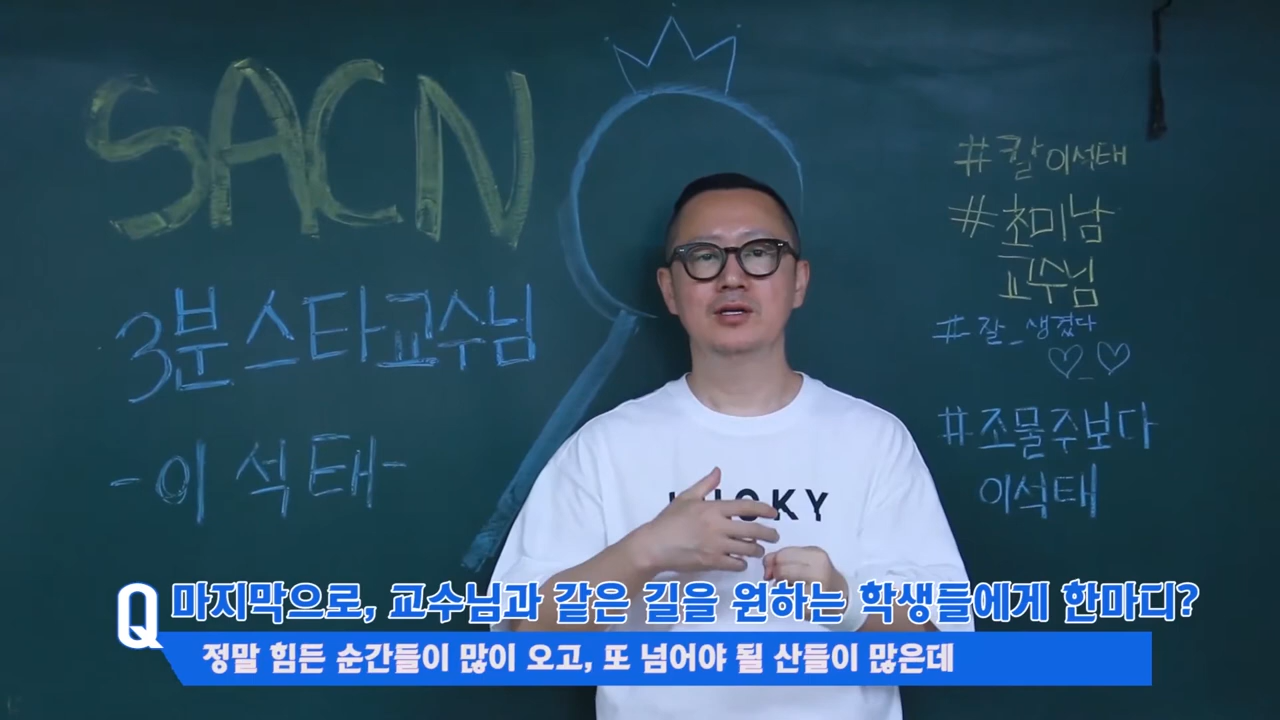 SACN
3분 스타교수님
-이석태-
#퀄 이석태
#초미남
교수님
#잘_생겼다
♡_♡
#조물주보다
이석태
LUCKY
Q 마지막으로, 교수님과 같은 길을 원하는 학생들에게 한마디?
정말 힘든 순간들이 많이 오고, 또 넘어야 될 산들이 많은데